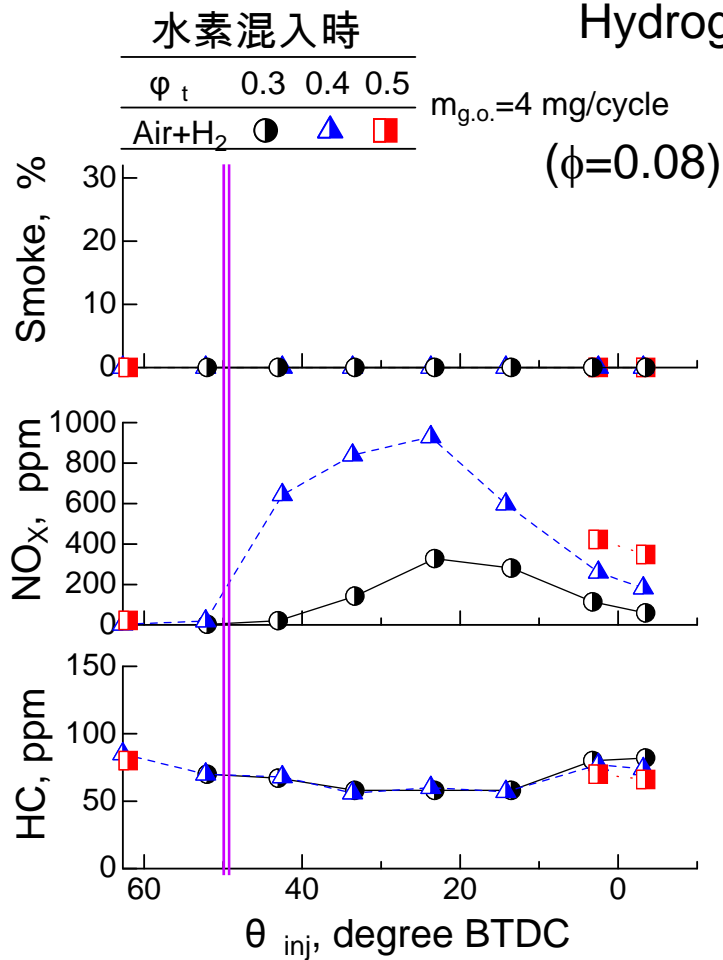 水素混入時
Hydrog
φ t 0.3 0.4 0.5
Air+H2
mg.o.=4 mg/cycle
(ϕ=0.08)
Smoke, %
30
20
10
0
NOX, ppm
1000
800
600
400
200
0
HC, ppm
150
100
50
0
60 40 20 0
θ inj, degree BTDC